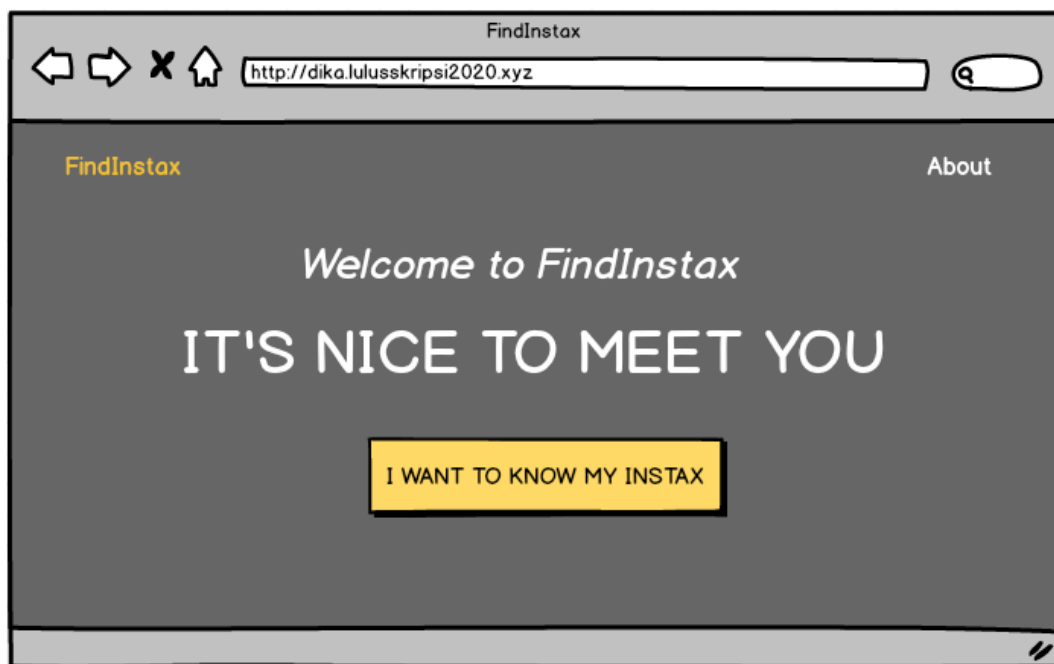 FindInstax
http://dika.lulusskripsi2020.xyz
FindInstax About
Welcome to FindInstax
IT'S NICE TO MEET YOU
I WANT TO KNOW MY INSTAX